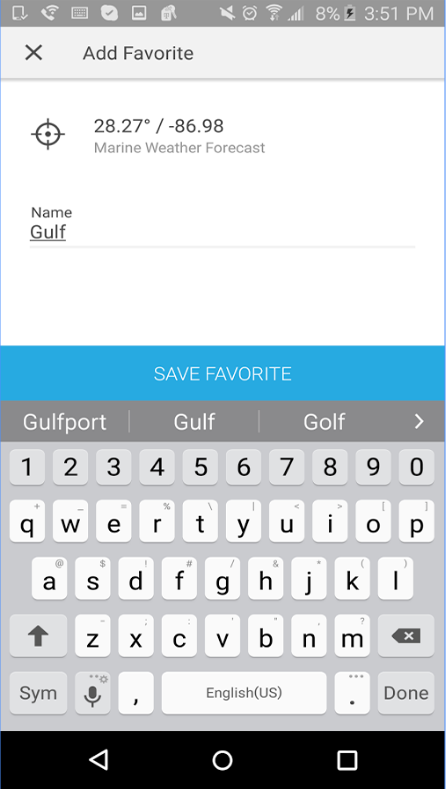 8% 3:51 PM
Add Favorite
28.27° / -86.98
Marine Weather Forecast
Name
Gulf
SAVE FAVORITE
Gulfport Gulf Golf
1 2 3 4 5 6 7 8 9 0
+ _ = % \ | < > [ ]
q w e r t y u i o p
@ $ ! # / & * ( )
a s d f g h j k l
z x c v b n m
Sym , English(US) . Done